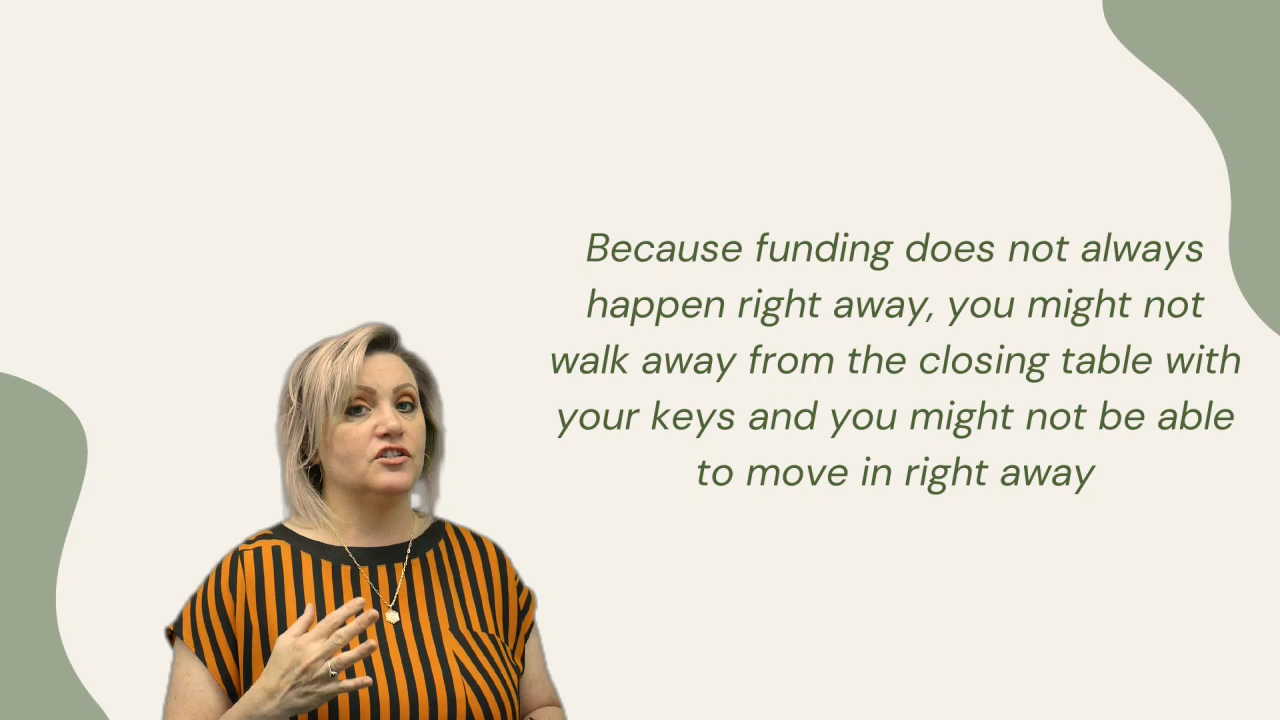 Because funding does not always
happen right away, you might not
walk away from the closing table with
your keys and you might not be able
to move in right away